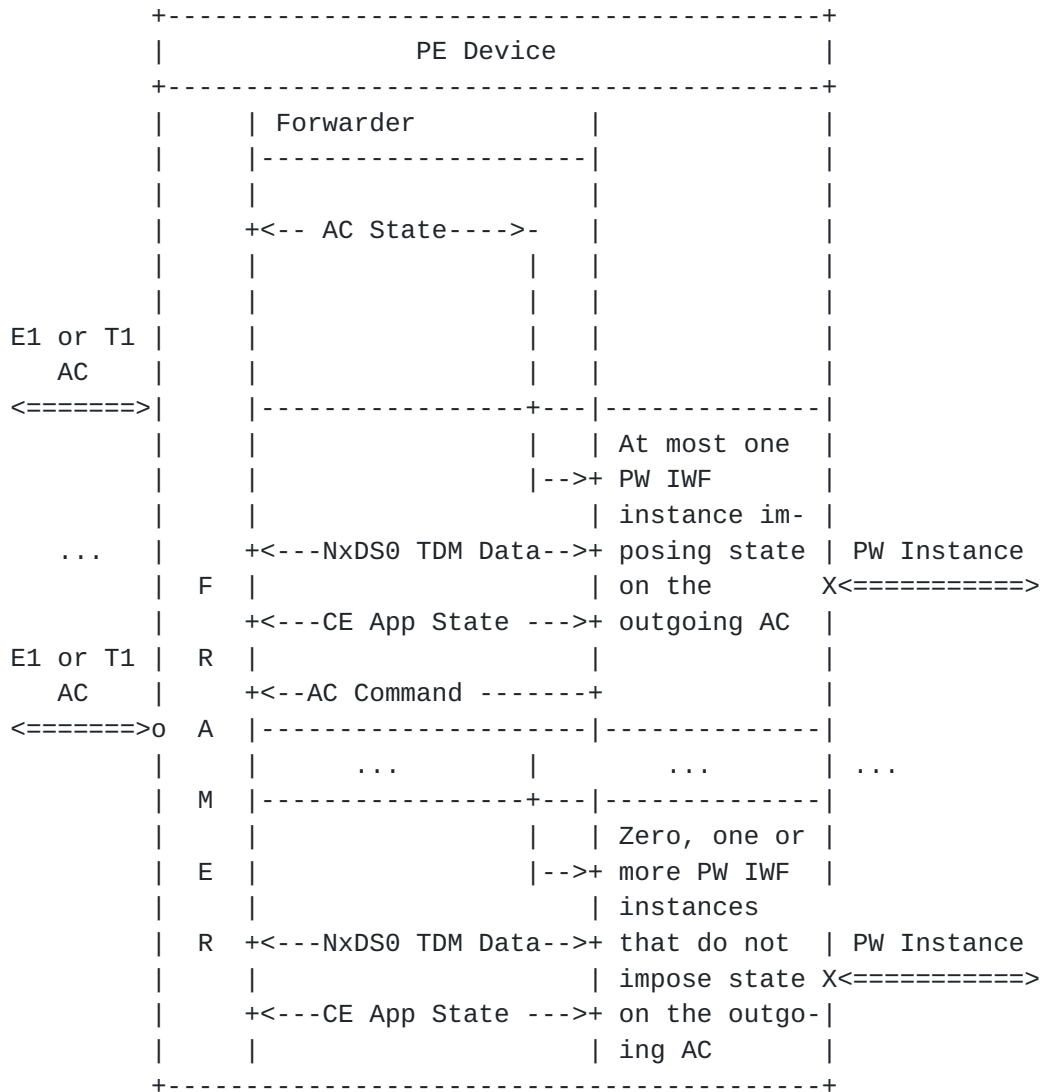 PE Device
Forwarder
<-- AC State---->-
E1 or T1
AC
<=======>
At most one
-->+ PW IWF
instance im-
... +<---NxDS0 TDM Data-->+ posing state | PW Instance
F on the X<===========>
+<---CE App State --->+ outgoing AC
E1 or T1 | R
AC +<--AC Command -------+
<=======>o A
... ... ...
M
Zero, one or
E -->+ more PW IWF
instances
R +<---NxDS0 TDM Data-->+ that do not | PW Instance
impose state X<===========>
+<---CE App State --->+ on the outgo-
ing AC